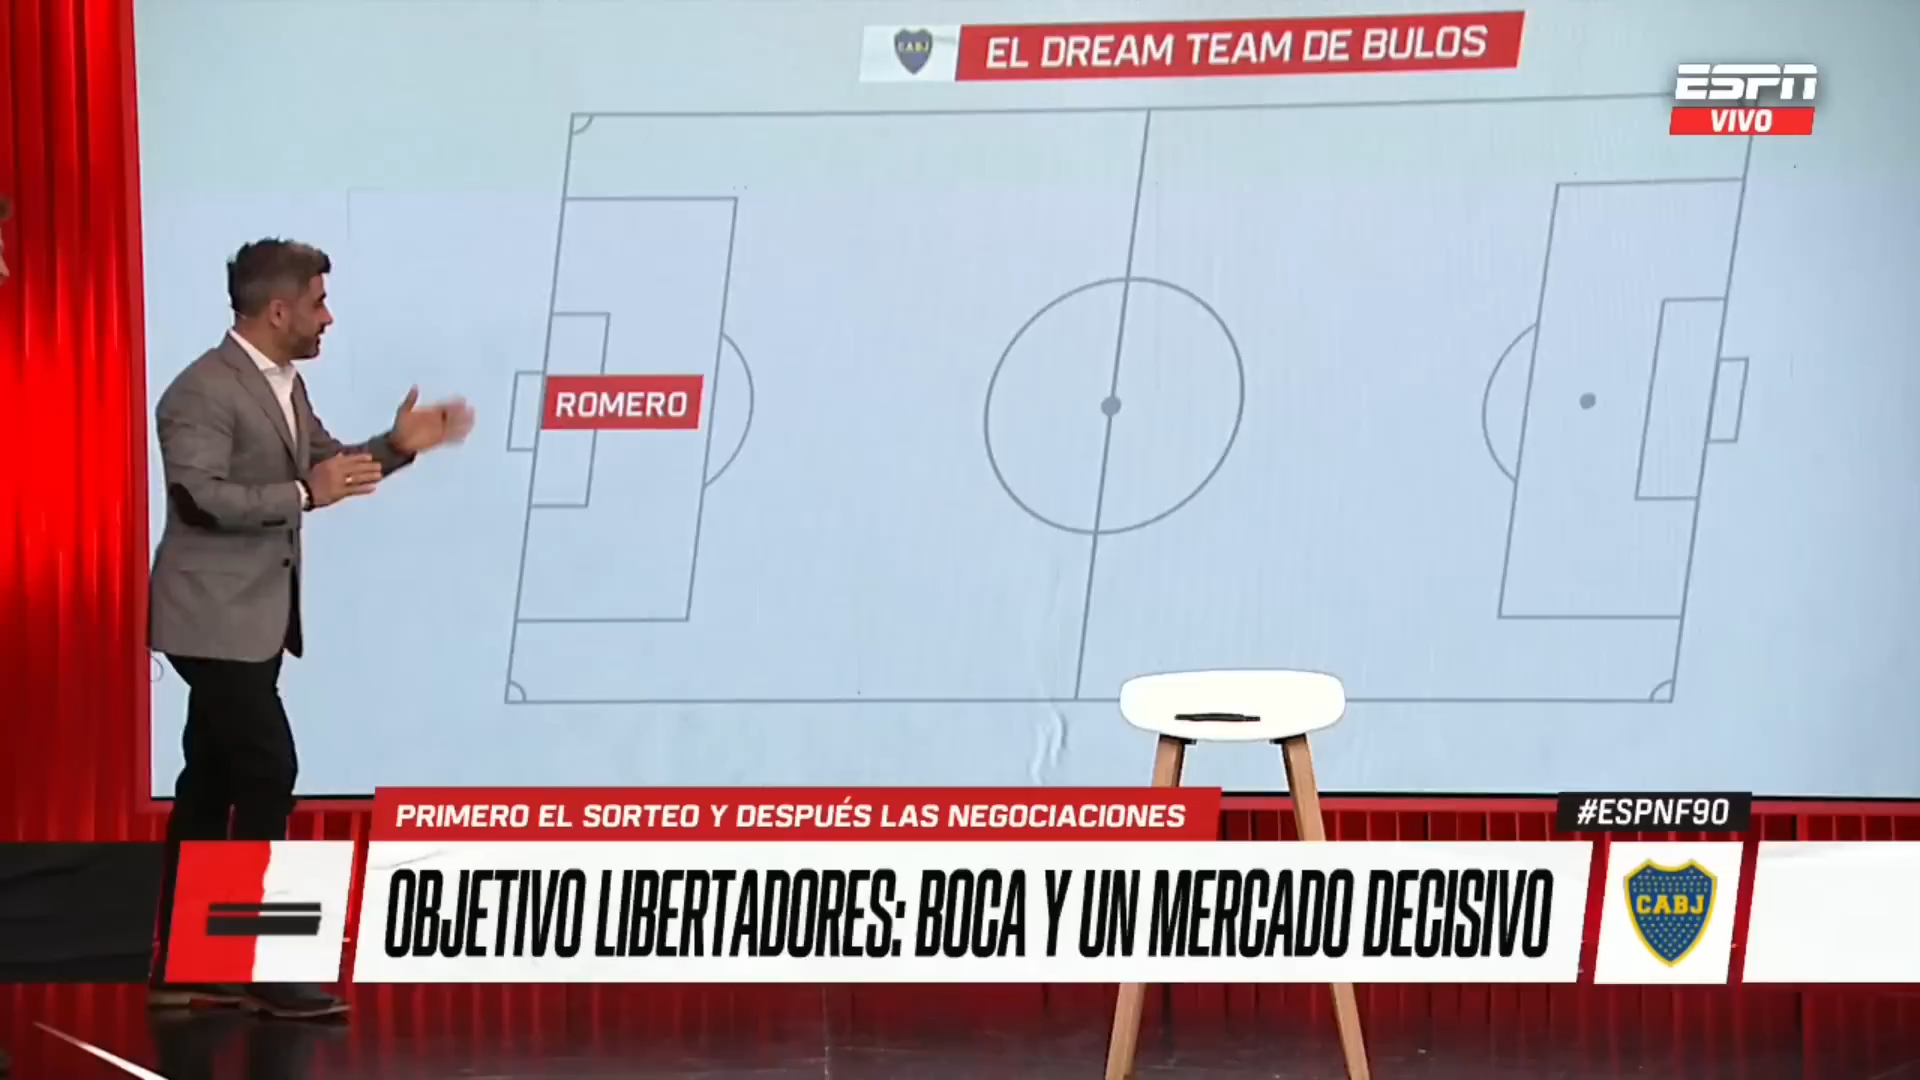 CABJ
EL DREAM TEAM DE BULOS
ESPN
VIVO
ROMERO
PRIMERO EL SORTEO Y DESPUÉS LAS NEGOCIACIONES
#ESPNF90
OBJETIVO LIBERTADORES: BOCA Y UN MERCADO DECISIVO
CABJ